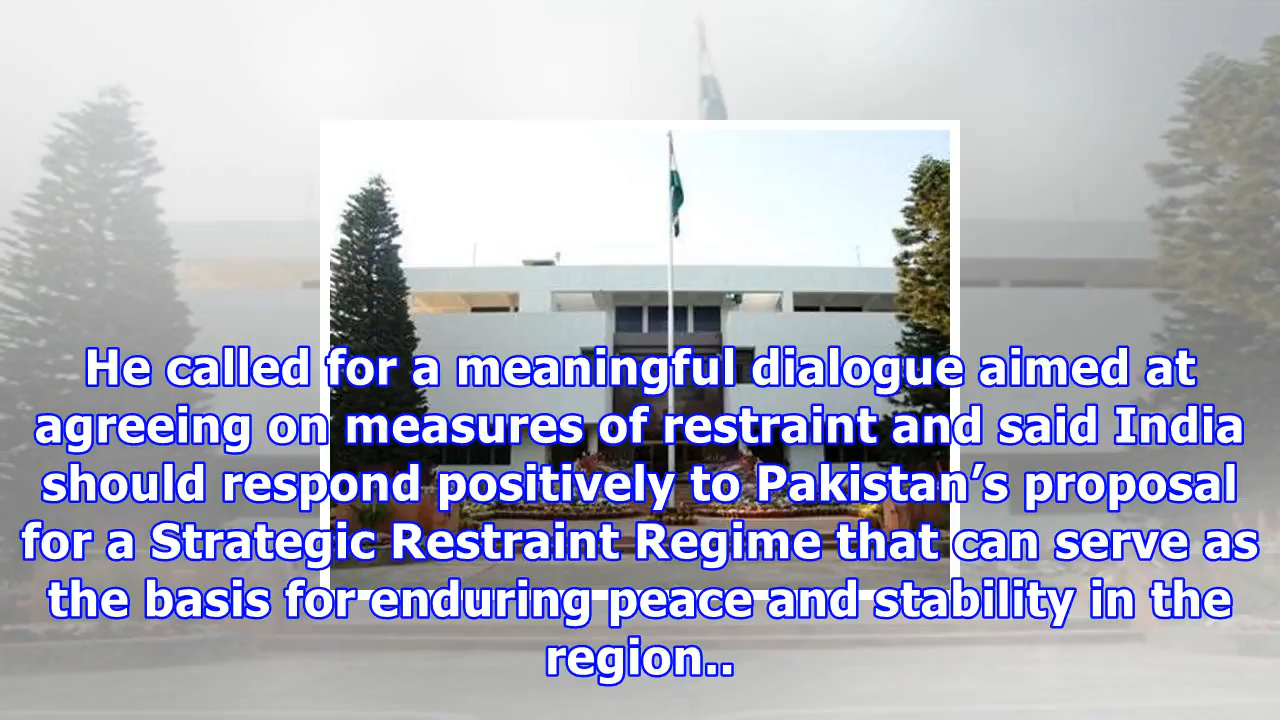 He called for a meaningful dialogue aimed at
agreeing on measures of restraint and said India
should respond positively to Pakistan’s proposal
for a Strategic Restraint Regime that can serve as
the basis for enduring peace and stability in the
region..